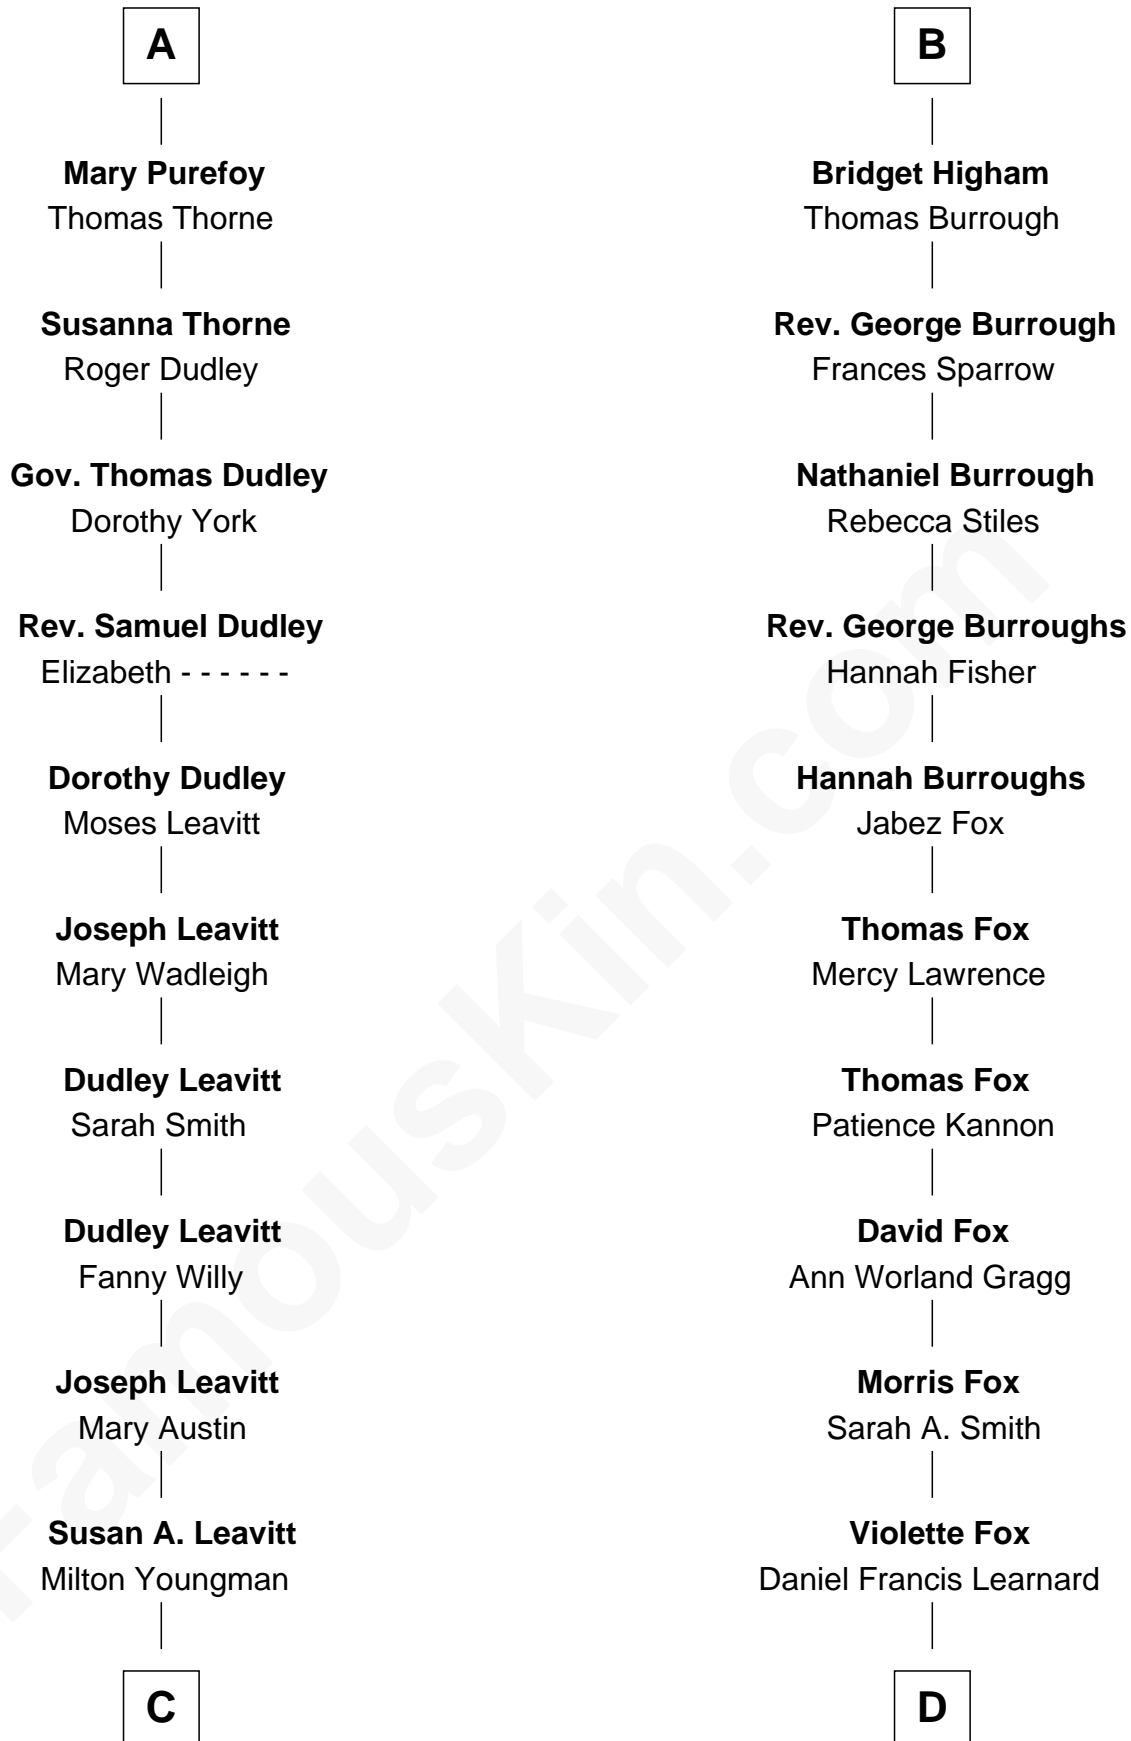 A
Mary Purefoy
Thomas Thorne
Susanna Thorne
Roger Dudley
Gov. Thomas Dudley
Dorothy York
Rev. Samuel Dudley
Elizabeth - - - - - -
Dorothy Dudley
Moses Leavitt
Joseph Leavitt
Mary Wadleigh
Dudley Leavitt
Sarah Smith
Dudley Leavitt
Fanny Willy
Joseph Leavitt
Mary Austin
Susan A. Leavitt
Milton Youngman
C
B
Bridget Higham
Thomas Burrough
Rev. George Burrough
Frances Sparrow
Nathaniel Burrough
Rebecca Stiles
Rev. George Burroughs
Hannah Fisher
Hannah Burroughs
Jabez Fox
Thomas Fox
Mercy Lawrence
Thomas Fox
Patience Kannon
David Fox
Ann Worland Gragg
Morris Fox
Sarah A. Smith
Violette Fox
Daniel Francis Learnard
D
FamousKin.com